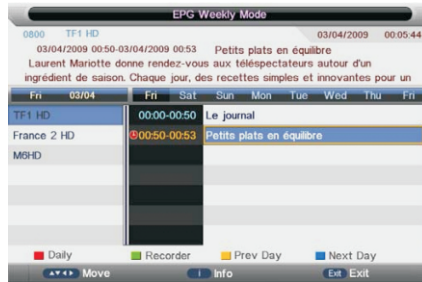 EPG Weekly Mode
0800 TF1 HD 03/04/2009 00:05:44
03/04/2009 00:50-03/04/2009 00:53 Petits plats en équilibre
Laurent Mariotte donne rendez-vous aux téléspectateurs autour d'un
ingrédient de saison. Chaque jour, des recettes simples et innovantes pour un
Fri 03/04 Fri Sat Sun Mon Tue Wed Thu Fri
TF1 HD 00:00-00:50 Le journal
France 2 HD 00:50-00:53 Petits plats en équilibre
M6HD
Daily Recorder Prev Day Next Day
Move i Info Exit Exit